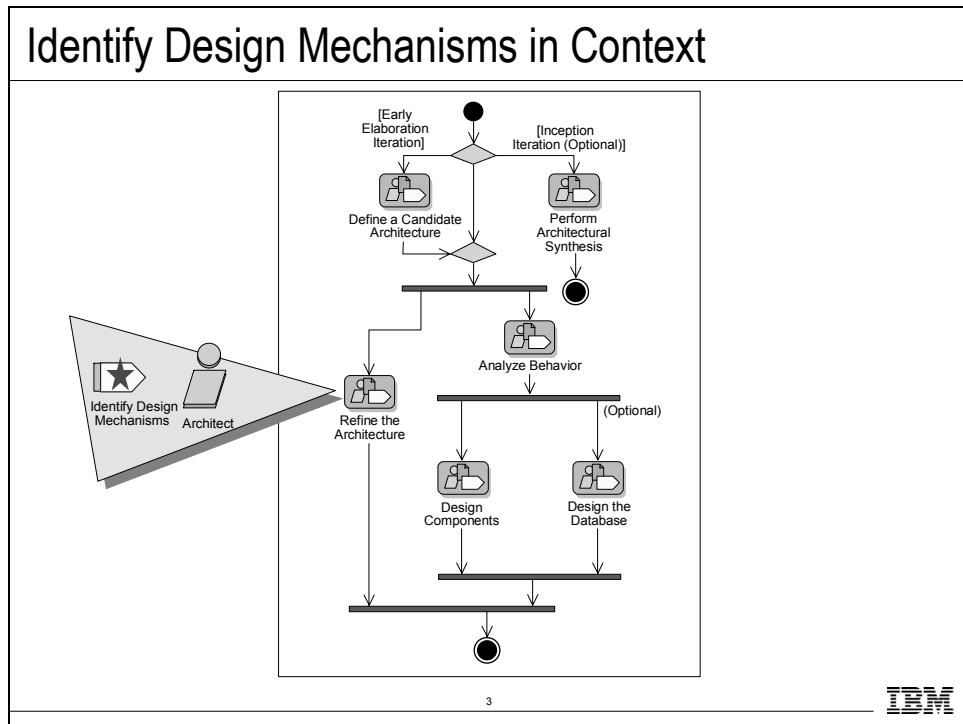 Identify Design Mechanisms in Context
[Early
Elaboration
Iteration]
[Inception
Iteration (Optional)]
Define a Candidate
Architecture
Perform
Architectural
Synthesis
Analyze Behavior
Identify Design
Mechanisms
Architect
Refine the
Architecture
(Optional)
Design
Components
Design the
Database
3
IBM